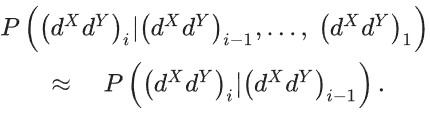 P((d^X d^Y)_i|(d^X d^Y)_{i−1}, …, (d^X d^Y)_1)
≈ P((d^X d^Y)_i|(d^X d^Y)_{i−1}).